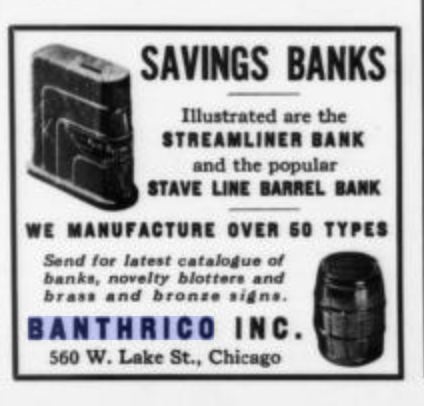 SAVINGS BANKS
Illustrated are the
STREAMLINER BANK
and the popular
STAVE LINE BARREL BANK
WE MANUFACTURE OVER 50 TYPES
Send for latest catalogue of
banks, novelty blotters and
brass and bronze signs.
BANTHRICO INC.
560 W. Lake St., Chicago